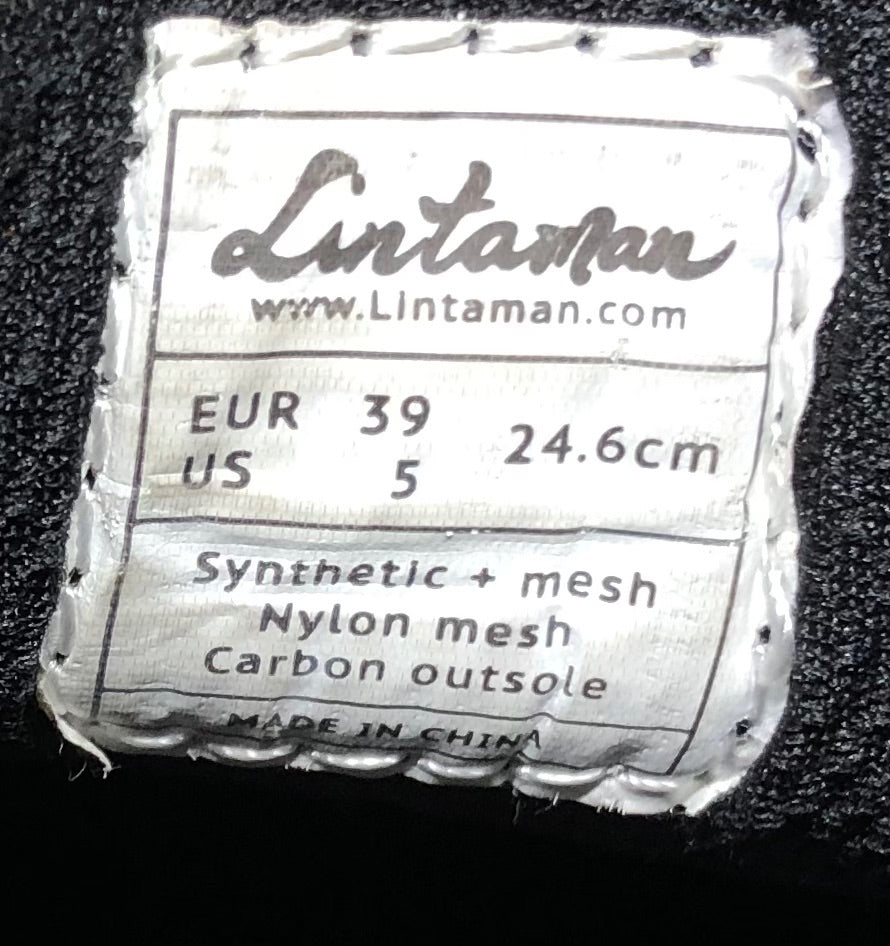 Lintaman
www.Lintaman.com
EUR 39 24.6cm
US 5
Synthetic + mesh
Nylon mesh
Carbon outsole
MADE IN CHINA